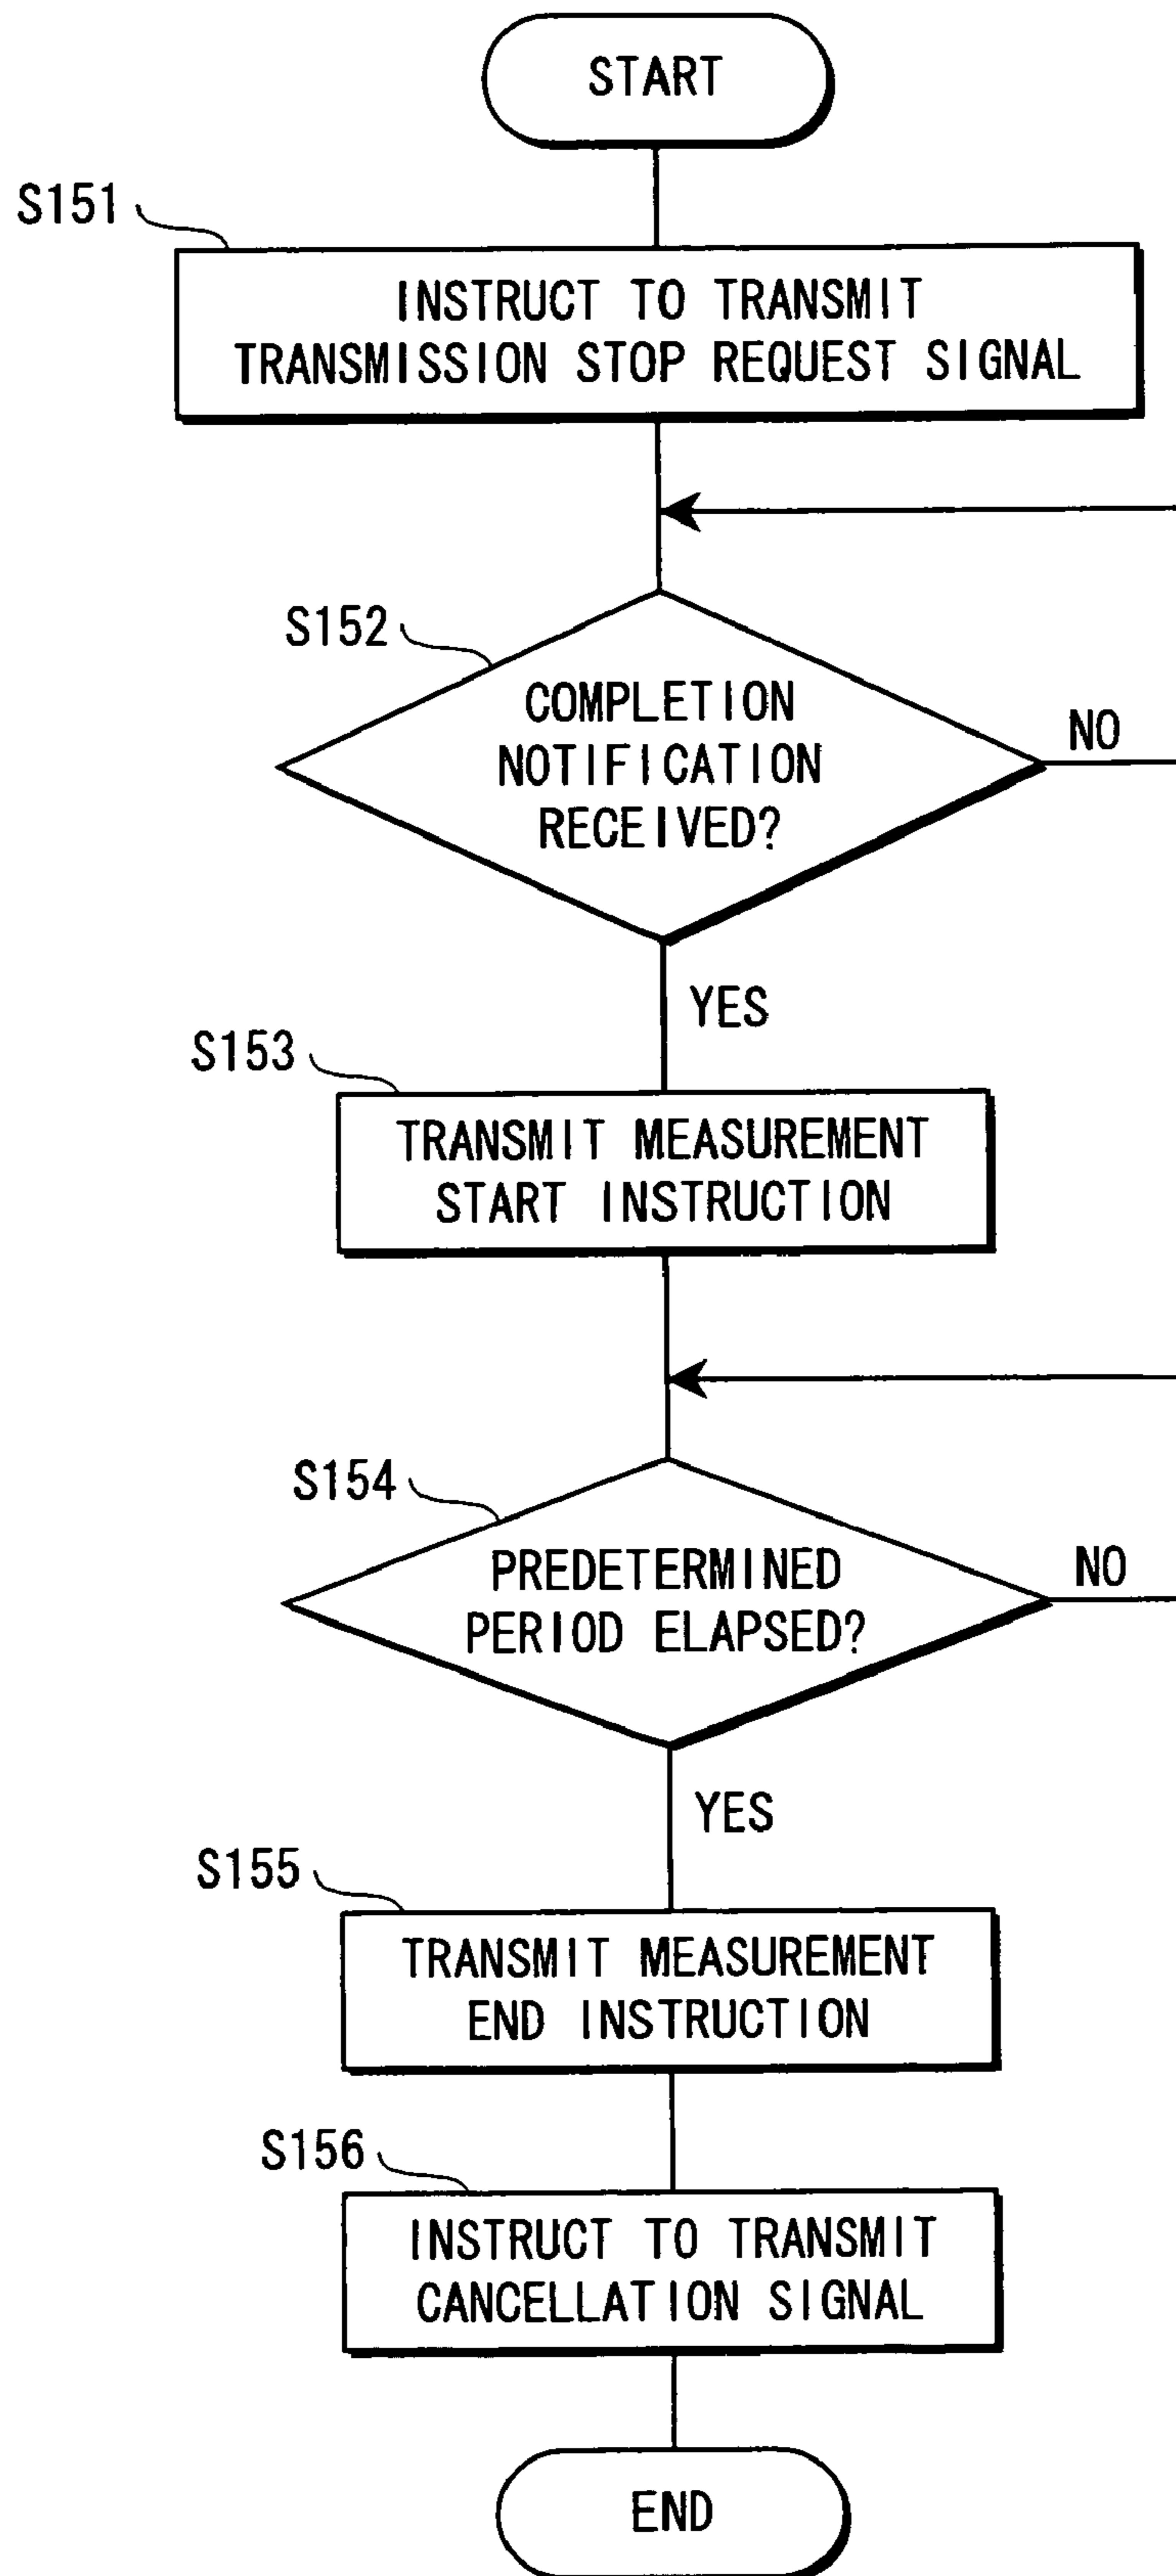 START
S151
INSTRUCT TO TRANSMIT
TRANSMISSION STOP REQUEST SIGNAL
S152
COMPLETION
NOTIFICATION
RECEIVED?
NO
YES
S153
TRANSMIT MEASUREMENT
START INSTRUCTION
S154
PREDETERMINED
PERIOD ELAPSED?
NO
YES
S155
TRANSMIT MEASUREMENT
END INSTRUCTION
S156
INSTRUCT TO TRANSMIT
CANCELLATION SIGNAL
END